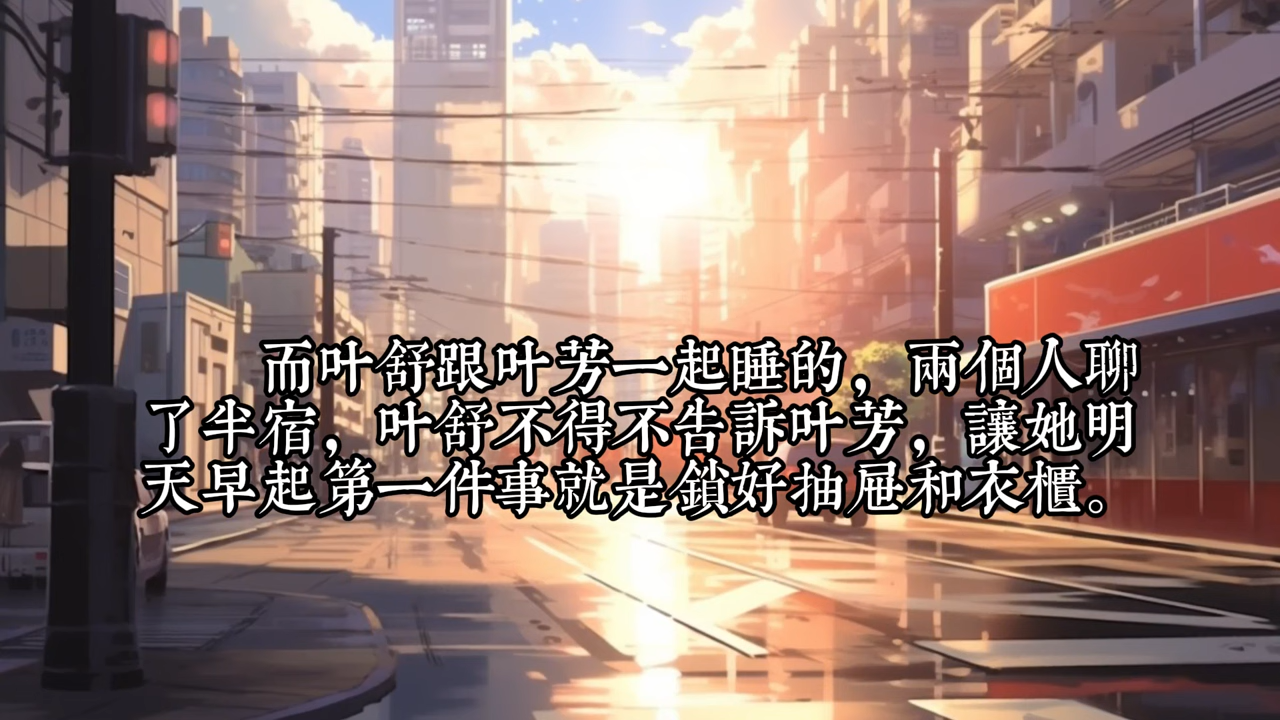 而叶舒跟叶芳一起睡的，兩個人聊
了半宿，叶舒不得不告訴叶芳，讓她明
天早起第一件事就是鎖好抽屜和衣櫃。